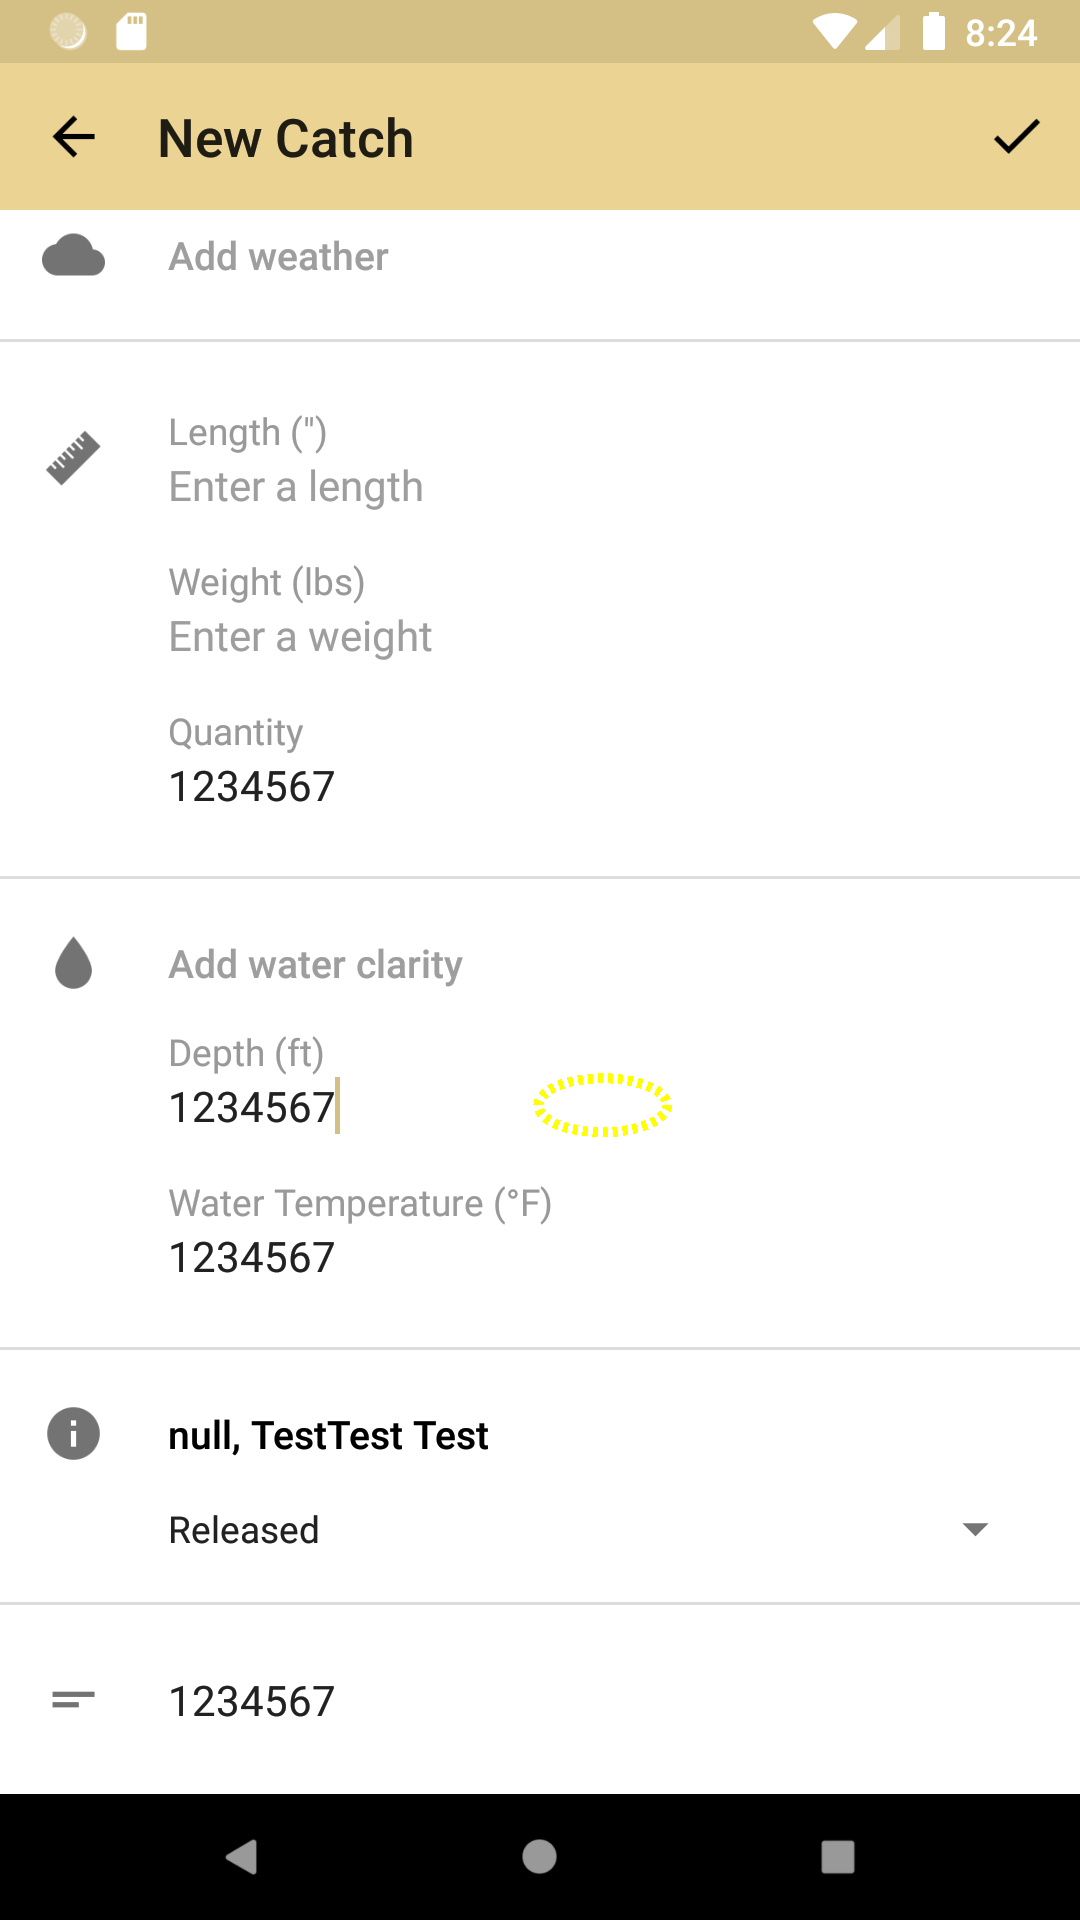 8:24
New Catch
Add weather
Length (")
Enter a length
Weight (lbs)
Enter a weight
Quantity
1234567
Add water clarity
Depth (ft)
1234567
Water Temperature (°F)
1234567
null, TestTest Test
Released
1234567